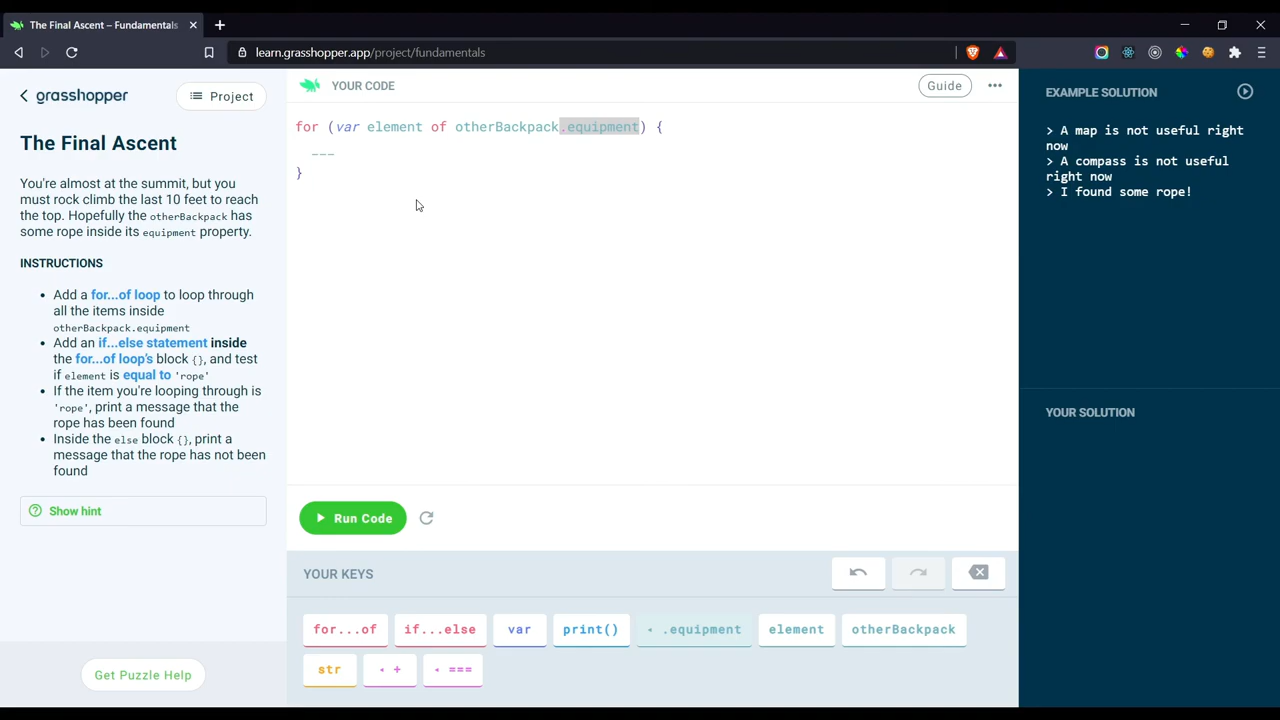 The Final Ascent – Fundamentals
learn.grasshopper.app/project/fundamentals
grasshopper
Project
The Final Ascent
You're almost at the summit, but you
must rock climb the last 10 feet to reach
the top. Hopefully the otherBackpack has
some rope inside its equipment property.
INSTRUCTIONS
• Add a for...of loop to loop through
all the items inside
otherBackpack.equipment
• Add an if...else statement inside
the for...of loop's block {}, and test
if element is equal to 'rope'
• If the item you're looping through is
'rope', print a message that the
rope has been found
• Inside the else block {}, print a
message that the rope has not been
found
Show hint
Get Puzzle Help
YOUR CODE
Guide
for (var element of otherBackpack.equipment) {
___
}
Run Code
YOUR KEYS
for...of
if...else
var
print()
◂ .equipment
element
otherBackpack
str
◂ +
◂ ===
EXAMPLE SOLUTION
> A map is not useful right
now
> A compass is not useful
right now
> I found some rope!
YOUR SOLUTION